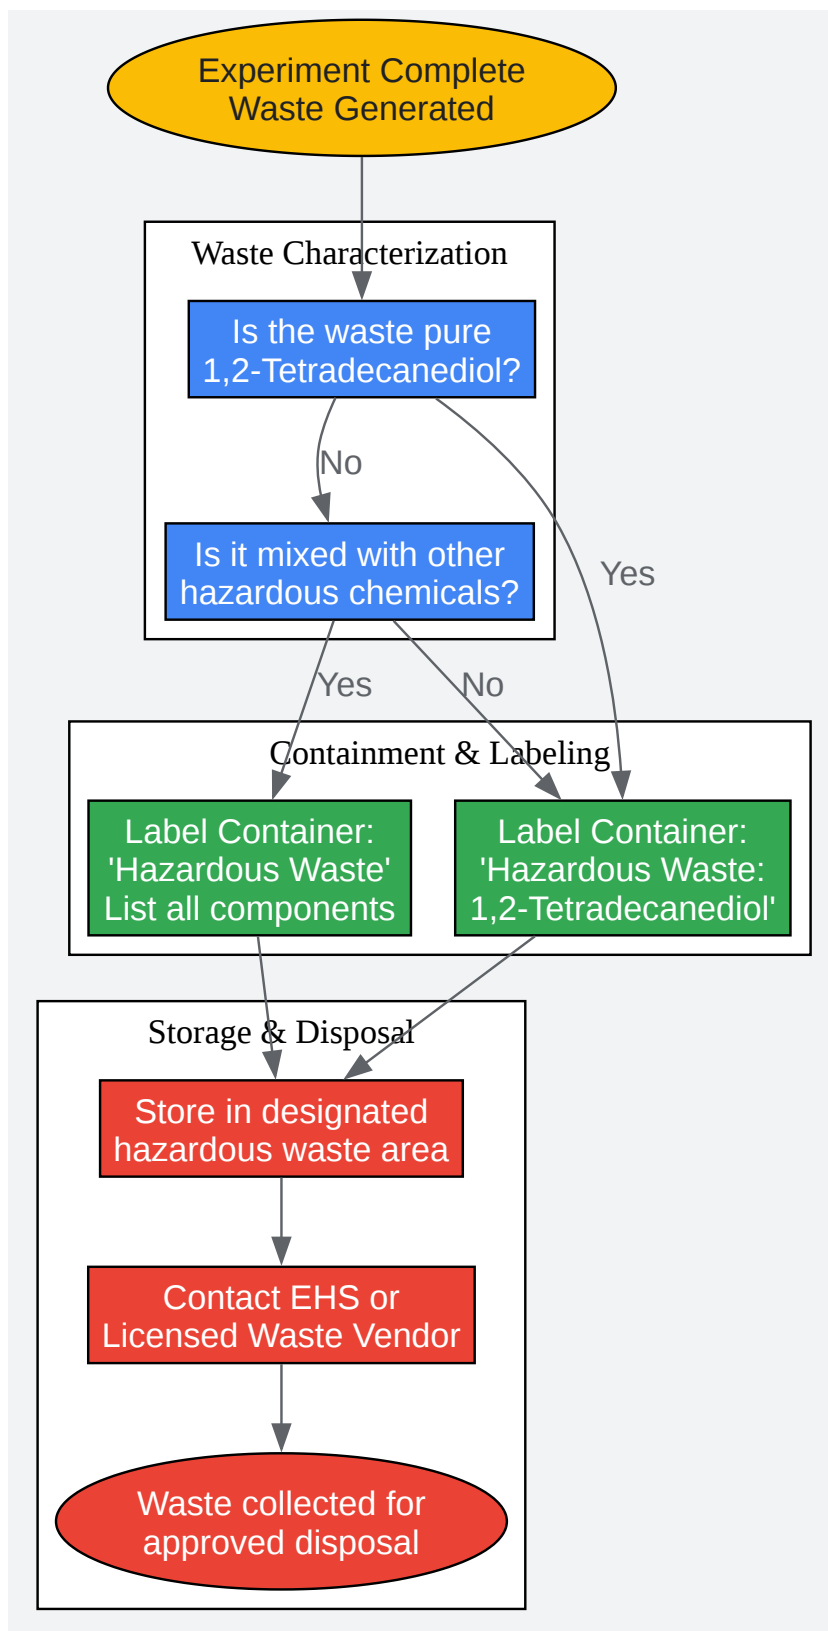 Experiment Complete
Waste Generated
Waste Characterization
Is the waste pure
1,2-Tetradecanediol?
No
Is it mixed with other
hazardous chemicals?
Yes
Yes
No
Containment & Labeling
Label Container:
'Hazardous Waste'
List all components
Label Container:
'Hazardous Waste:
1,2-Tetradecanediol'
Storage & Disposal
Store in designated
hazardous waste area
Contact EHS or
Licensed Waste Vendor
Waste collected for
approved disposal